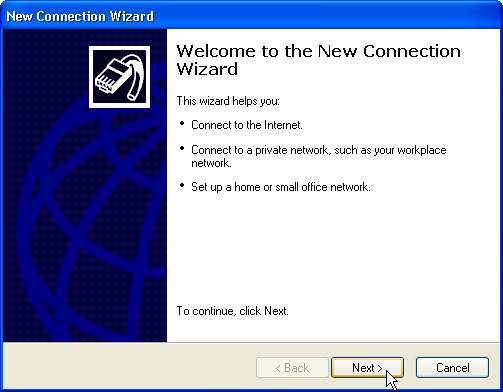 New Connection Wizard
Welcome to the New Connection
Wizard
This wizard helps you:
• Connect to the Internet.
• Connect to a private network, such as your workplace
network.
• Set up a home or small office network.
To continue, click Next.
< Back
Next >
Cancel